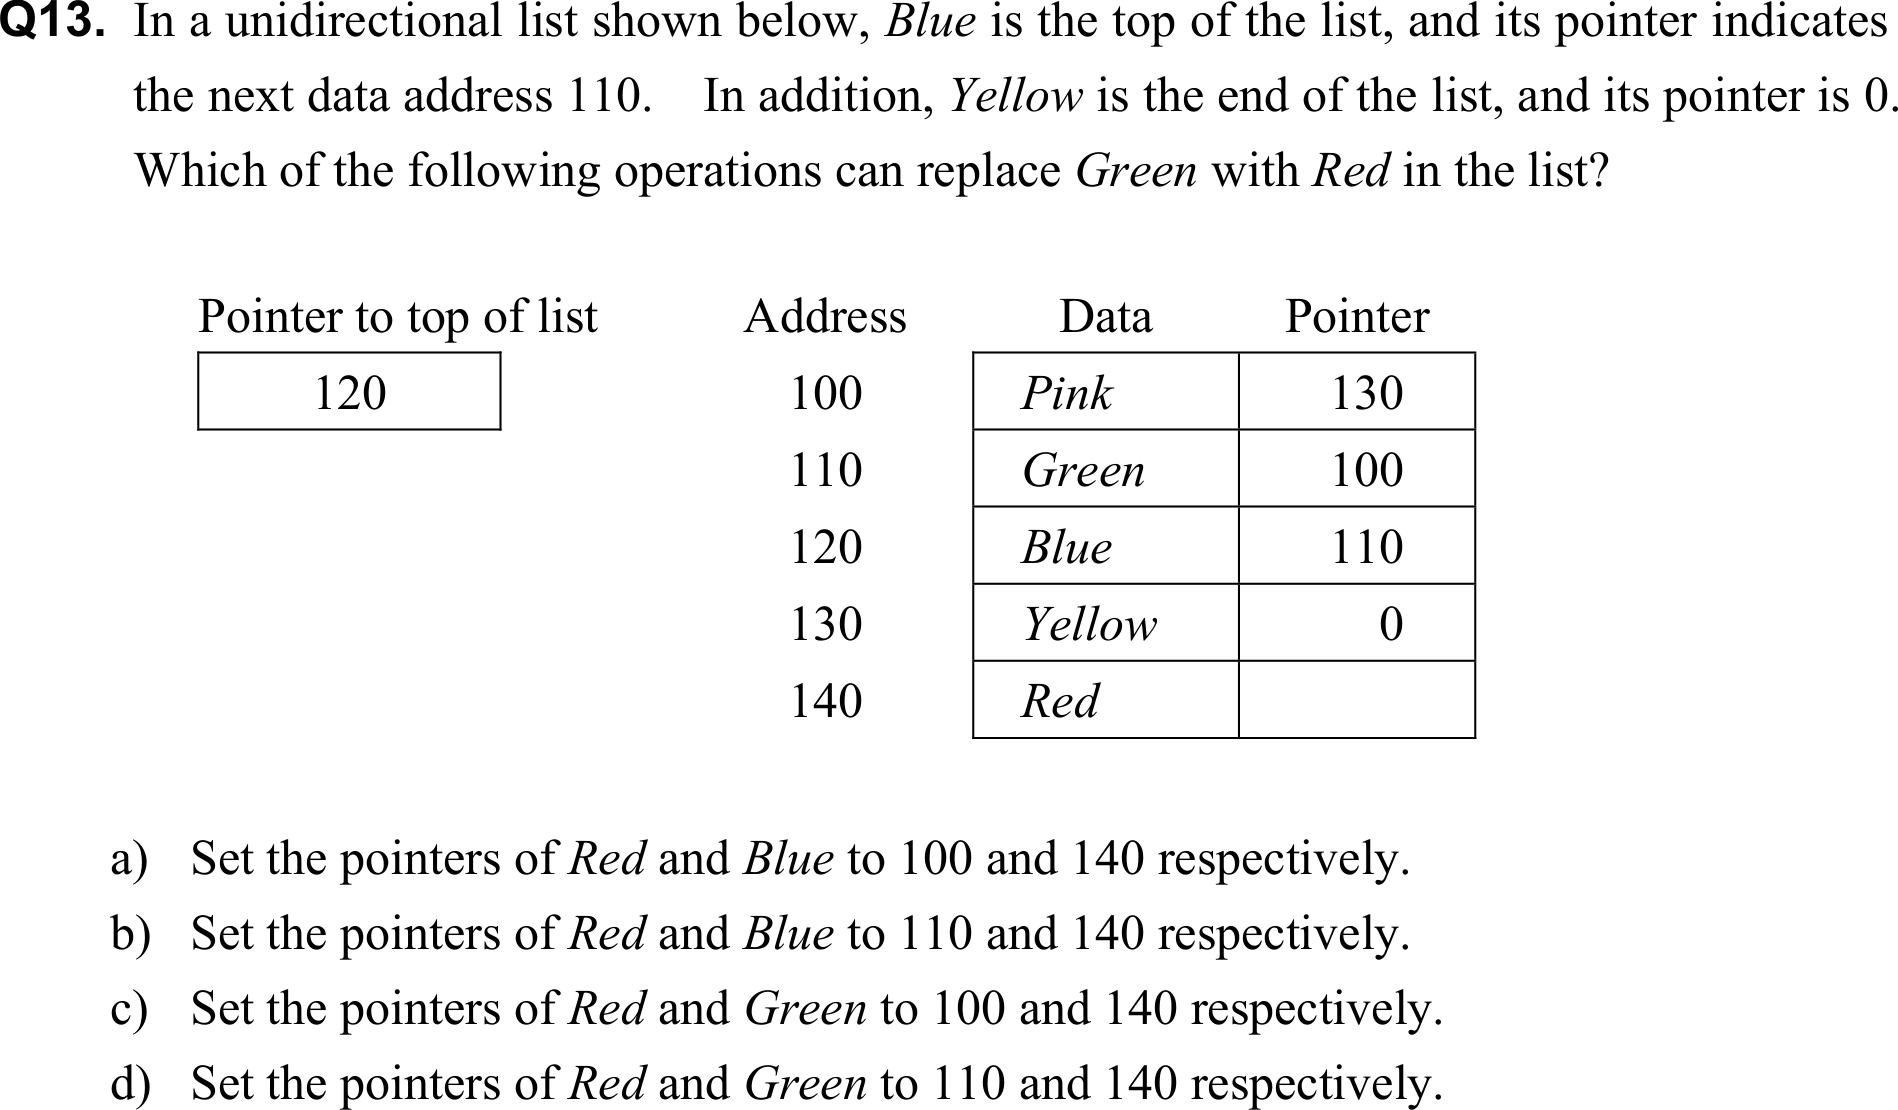 Q13. In a unidirectional list shown below, Blue is the top of the list, and its pointer indicates
the next data address 110. In addition, Yellow is the end of the list, and its pointer is 0.
Which of the following operations can replace Green with Red in the list?
Pointer to top of list Address Data Pointer
120 100 Pink 130
110 Green 100
120 Blue 110
130 Yellow 0
140 Red
a) Set the pointers of Red and Blue to 100 and 140 respectively.
b) Set the pointers of Red and Blue to 110 and 140 respectively.
c) Set the pointers of Red and Green to 100 and 140 respectively.
d) Set the pointers of Red and Green to 110 and 140 respectively.